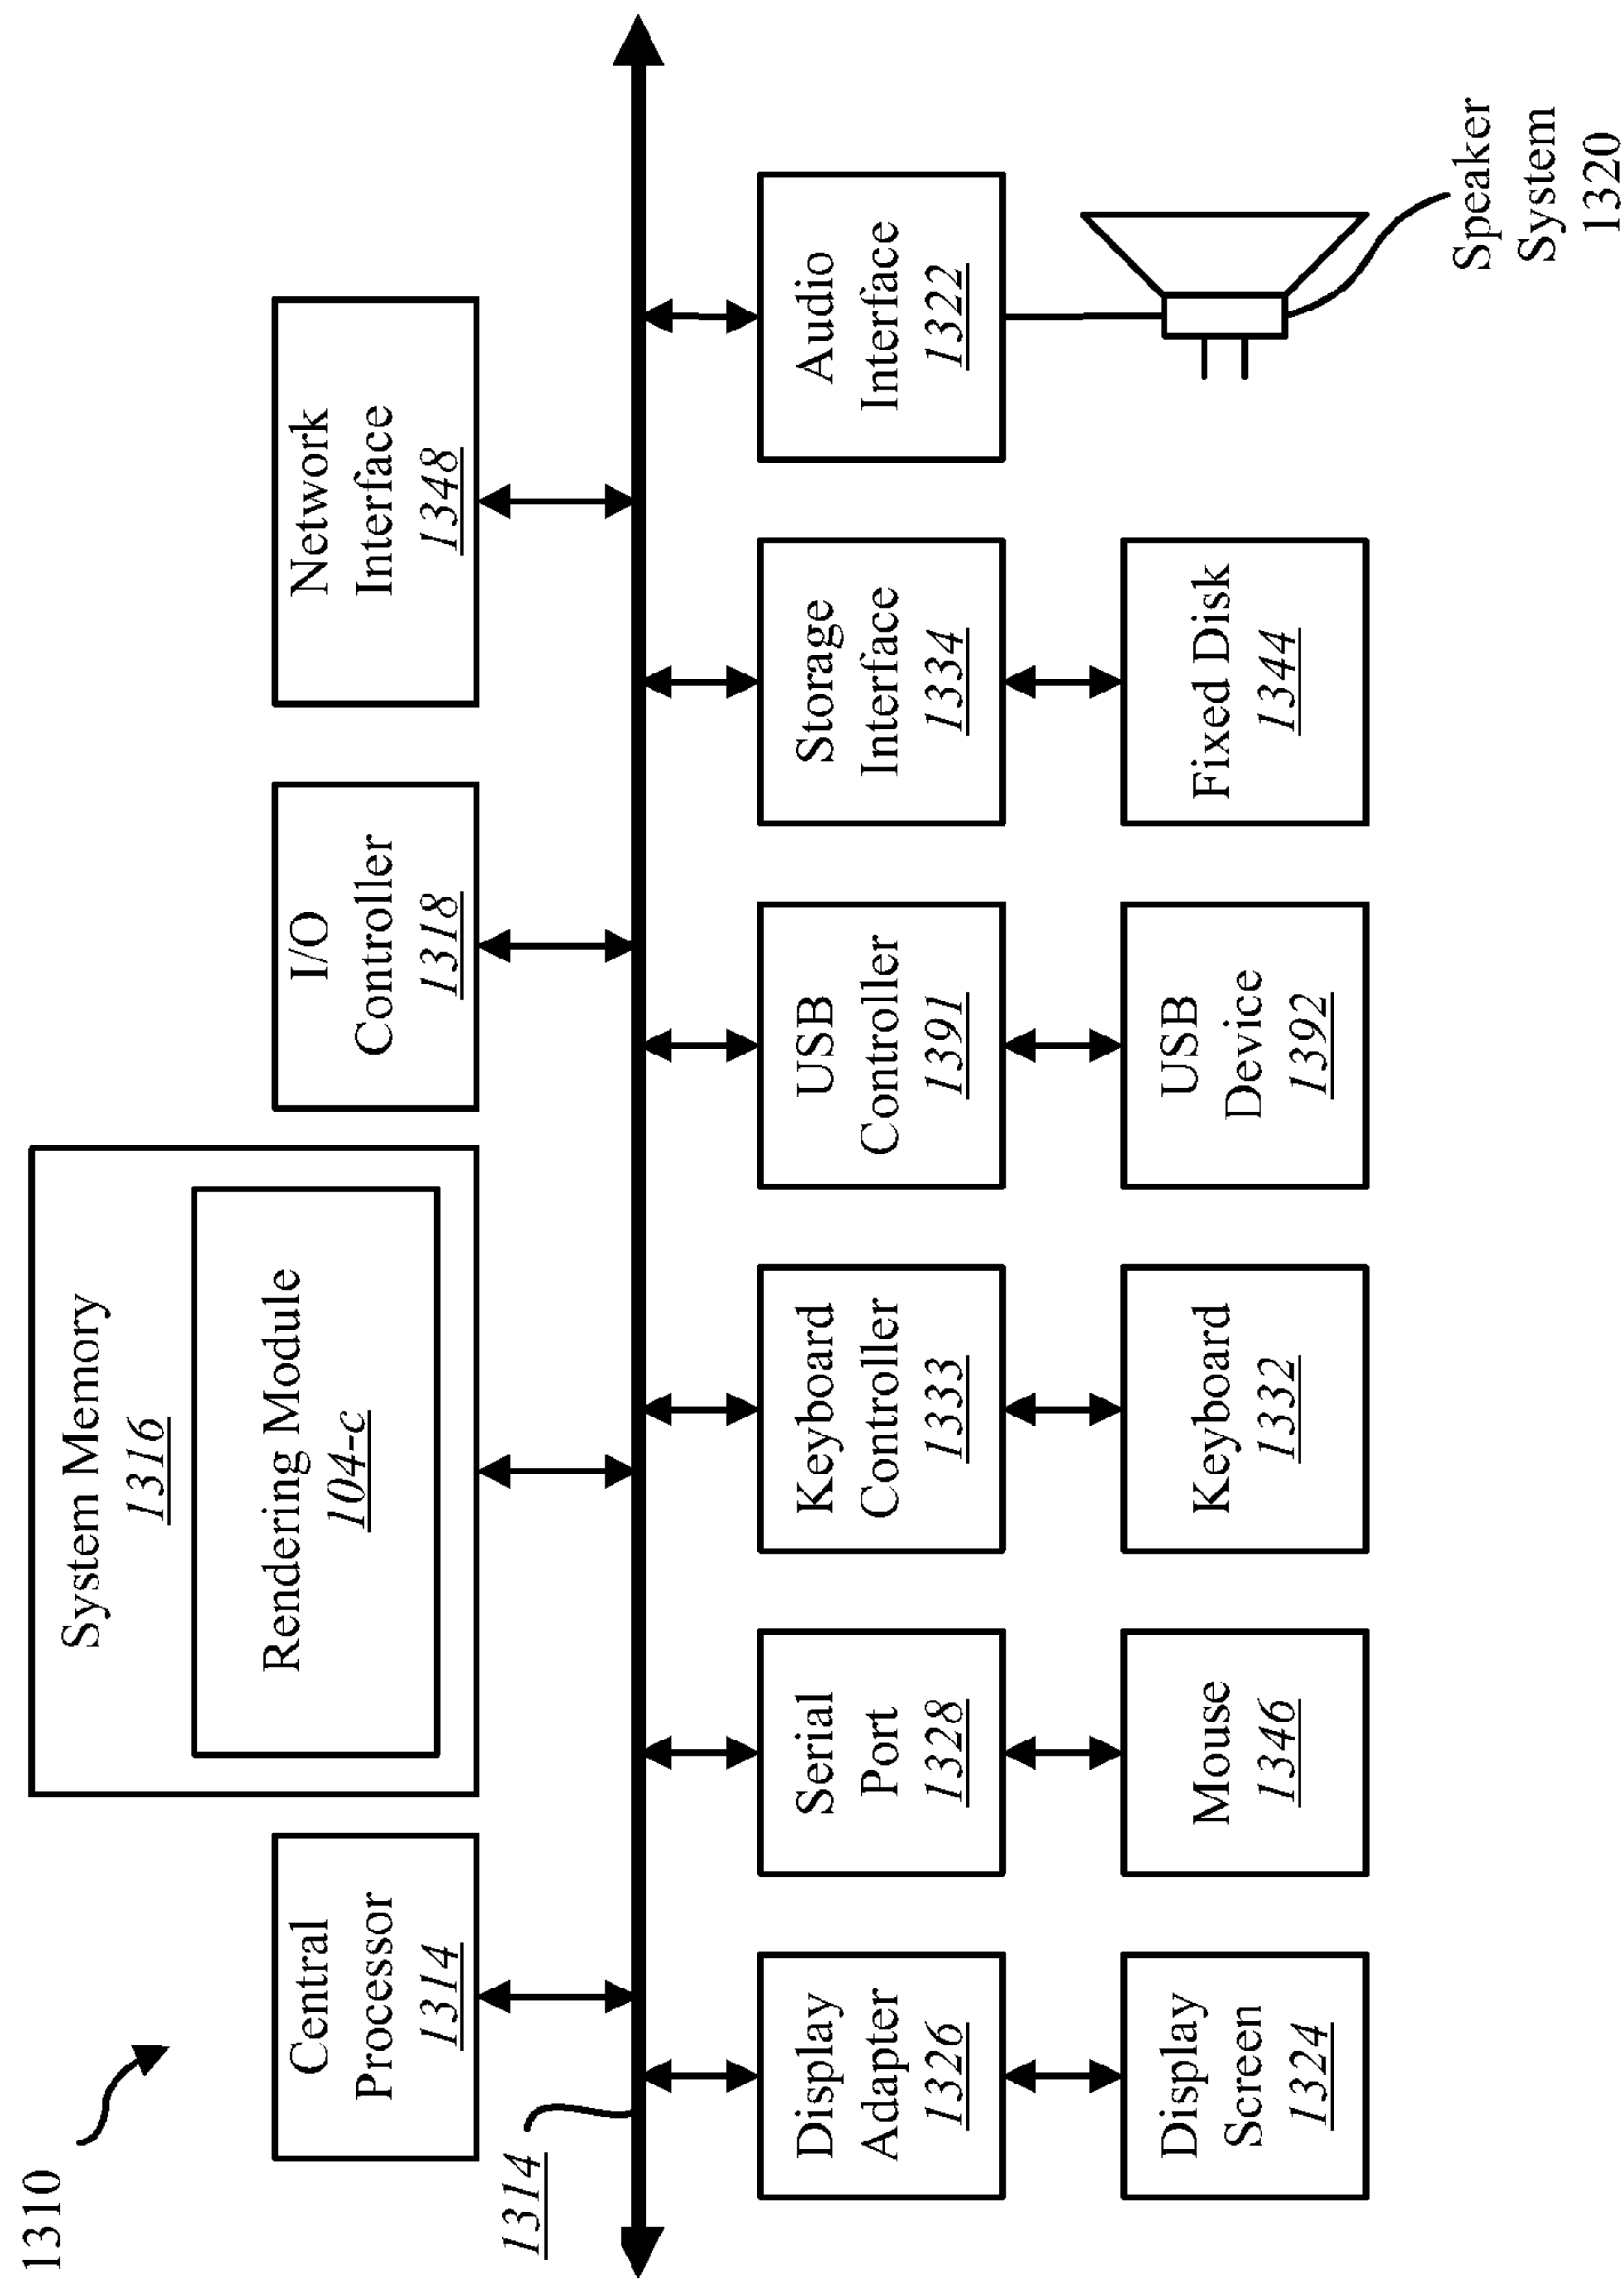 1310
System Memory
1316
Rendering Module
104-c
Central
Processor
1314
I/O
Controller
1318
Network
Interface
1348
1314
Display
Adapter
1326
Serial
Port
1328
Keyboard
Controller
1333
USB
Controller
1391
Storage
Interface
1334
Audio
Interface
1322
Display
Screen
1324
Mouse
1346
Keyboard
1332
USB
Device
1392
Fixed Disk
1344
Speaker
System
1320